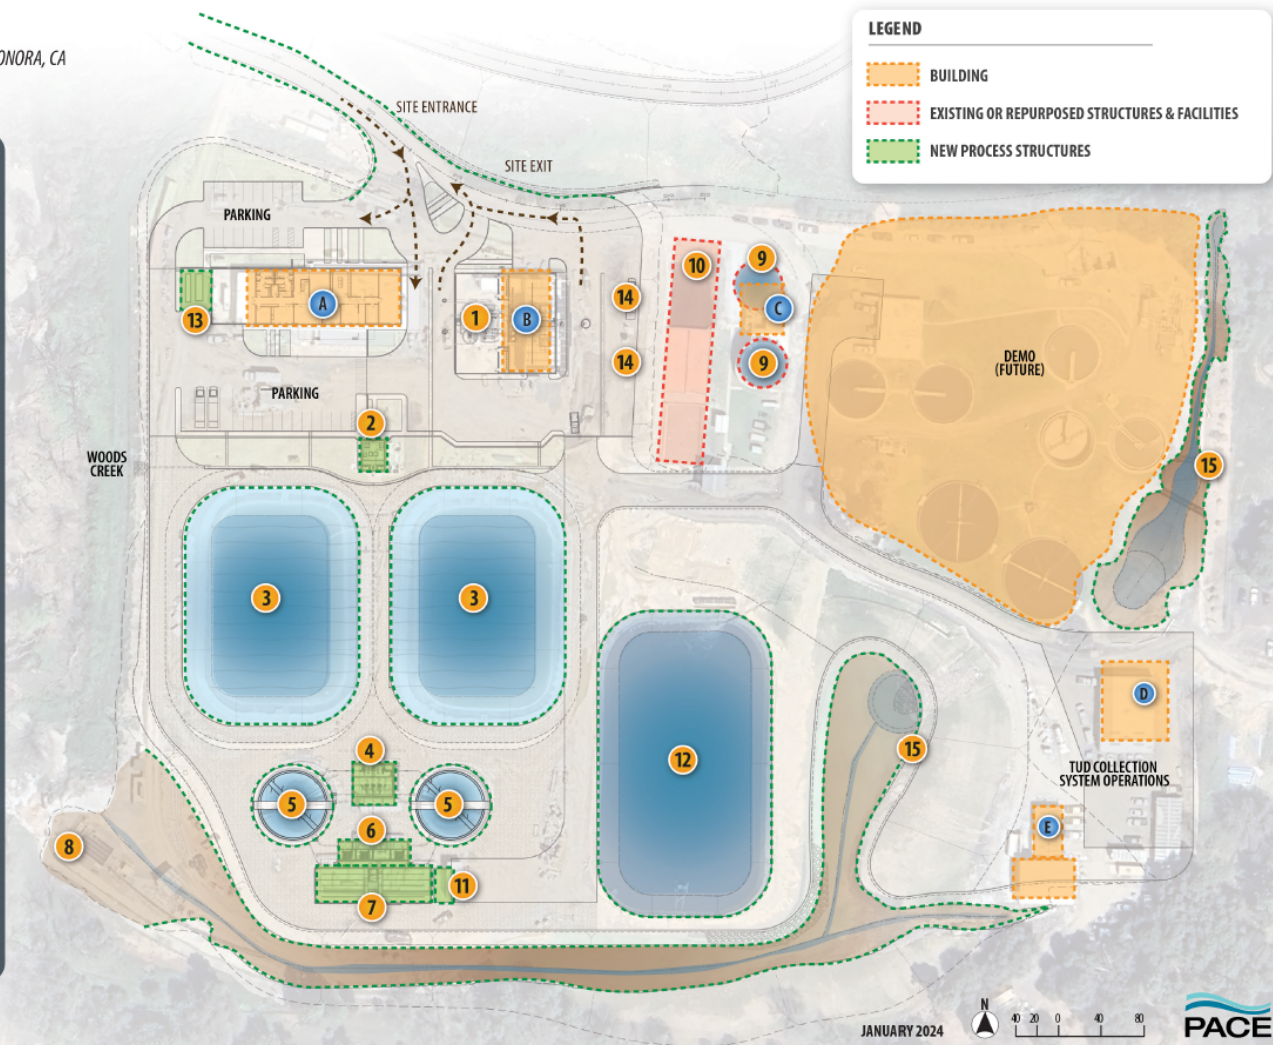 ONORA, CA
LEGEND
BUILDING
EXISTING OR REPURPOSED STRUCTURES & FACILITIES
NEW PROCESS STRUCTURES
SITE ENTRANCE
SITE EXIT
PARKING
A
13
1
B
14
14
10
9
C
9
DEMO
(FUTURE)
PARKING
2
WOODS
CREEK
15
3
3
12
D
15
TUD COLLECTION
SYSTEM OPERATIONS
4
5
5
6
E
8
11
7
JANUARY 2024
N
40 20 0 40 80
PACE